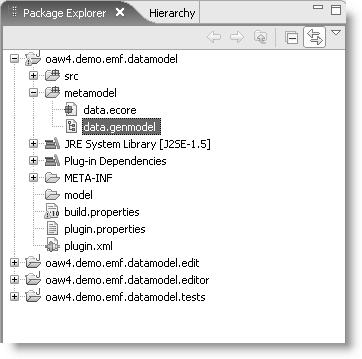 Package Explorer Hierarchy
oaw4.demo.emf.datamodel
src
metamodel
data.ecore
data.genmodel
JRE System Library [J2SE-1.5]
Plug-in Dependencies
META-INF
model
build.properties
plugin.properties
plugin.xml
oaw4.demo.emf.datamodel.edit
oaw4.demo.emf.datamodel.editor
oaw4.demo.emf.datamodel.tests